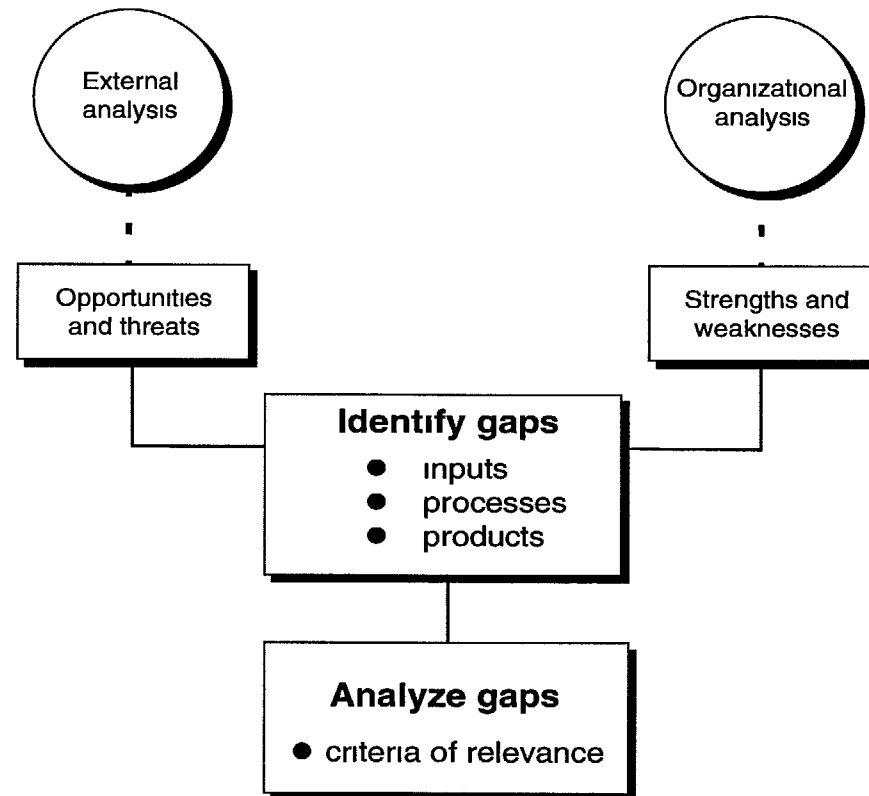 External
analysis
Organizational
analysis
Opportunities
and threats
Strengths and
weaknesses
Identify gaps
● inputs
● processes
● products
Analyze gaps
● criteria of relevance